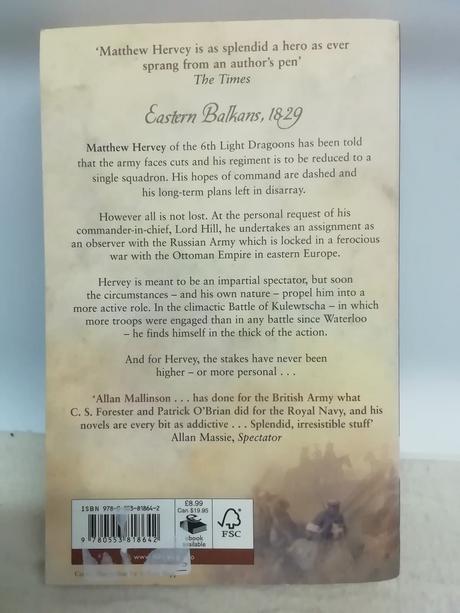 ‘Matthew Hervey is as splendid a hero as ever
sprang from an author’s pen’
The Times
Eastern Balkans, 1829
Matthew Hervey of the 6th Light Dragoons has been told
that the army faces cuts and his regiment is to be reduced to a
single squadron. His hopes of command are dashed and
his long-term plans left in disarray.
However all is not lost. At the personal request of his
commander-in-chief, Lord Hill, he undertakes an assignment as
an observer with the Russian Army which is locked in a ferocious
war with the Ottoman Empire in eastern Europe.
Hervey is meant to be an impartial spectator, but soon
the circumstances – and his own nature – propel him into a
more active role. In the climactic Battle of Kulewtscha – in which
more troops were engaged than in any battle since Waterloo
– he finds himself in the thick of the action.
And for Hervey, the stakes have never been
higher – or more personal . . .
‘Allan Mallinson . . . has done for the British Army what
C. S. Forester and Patrick O’Brian did for the Royal Navy, and his
novels are every bit as addictive . . . Splendid, irresistible stuff’
Allan Massie, Spectator
ISBN 978-0-553-81864-2
9 780553 818642
£8.99
Can $19.95
ebook
available
FSC